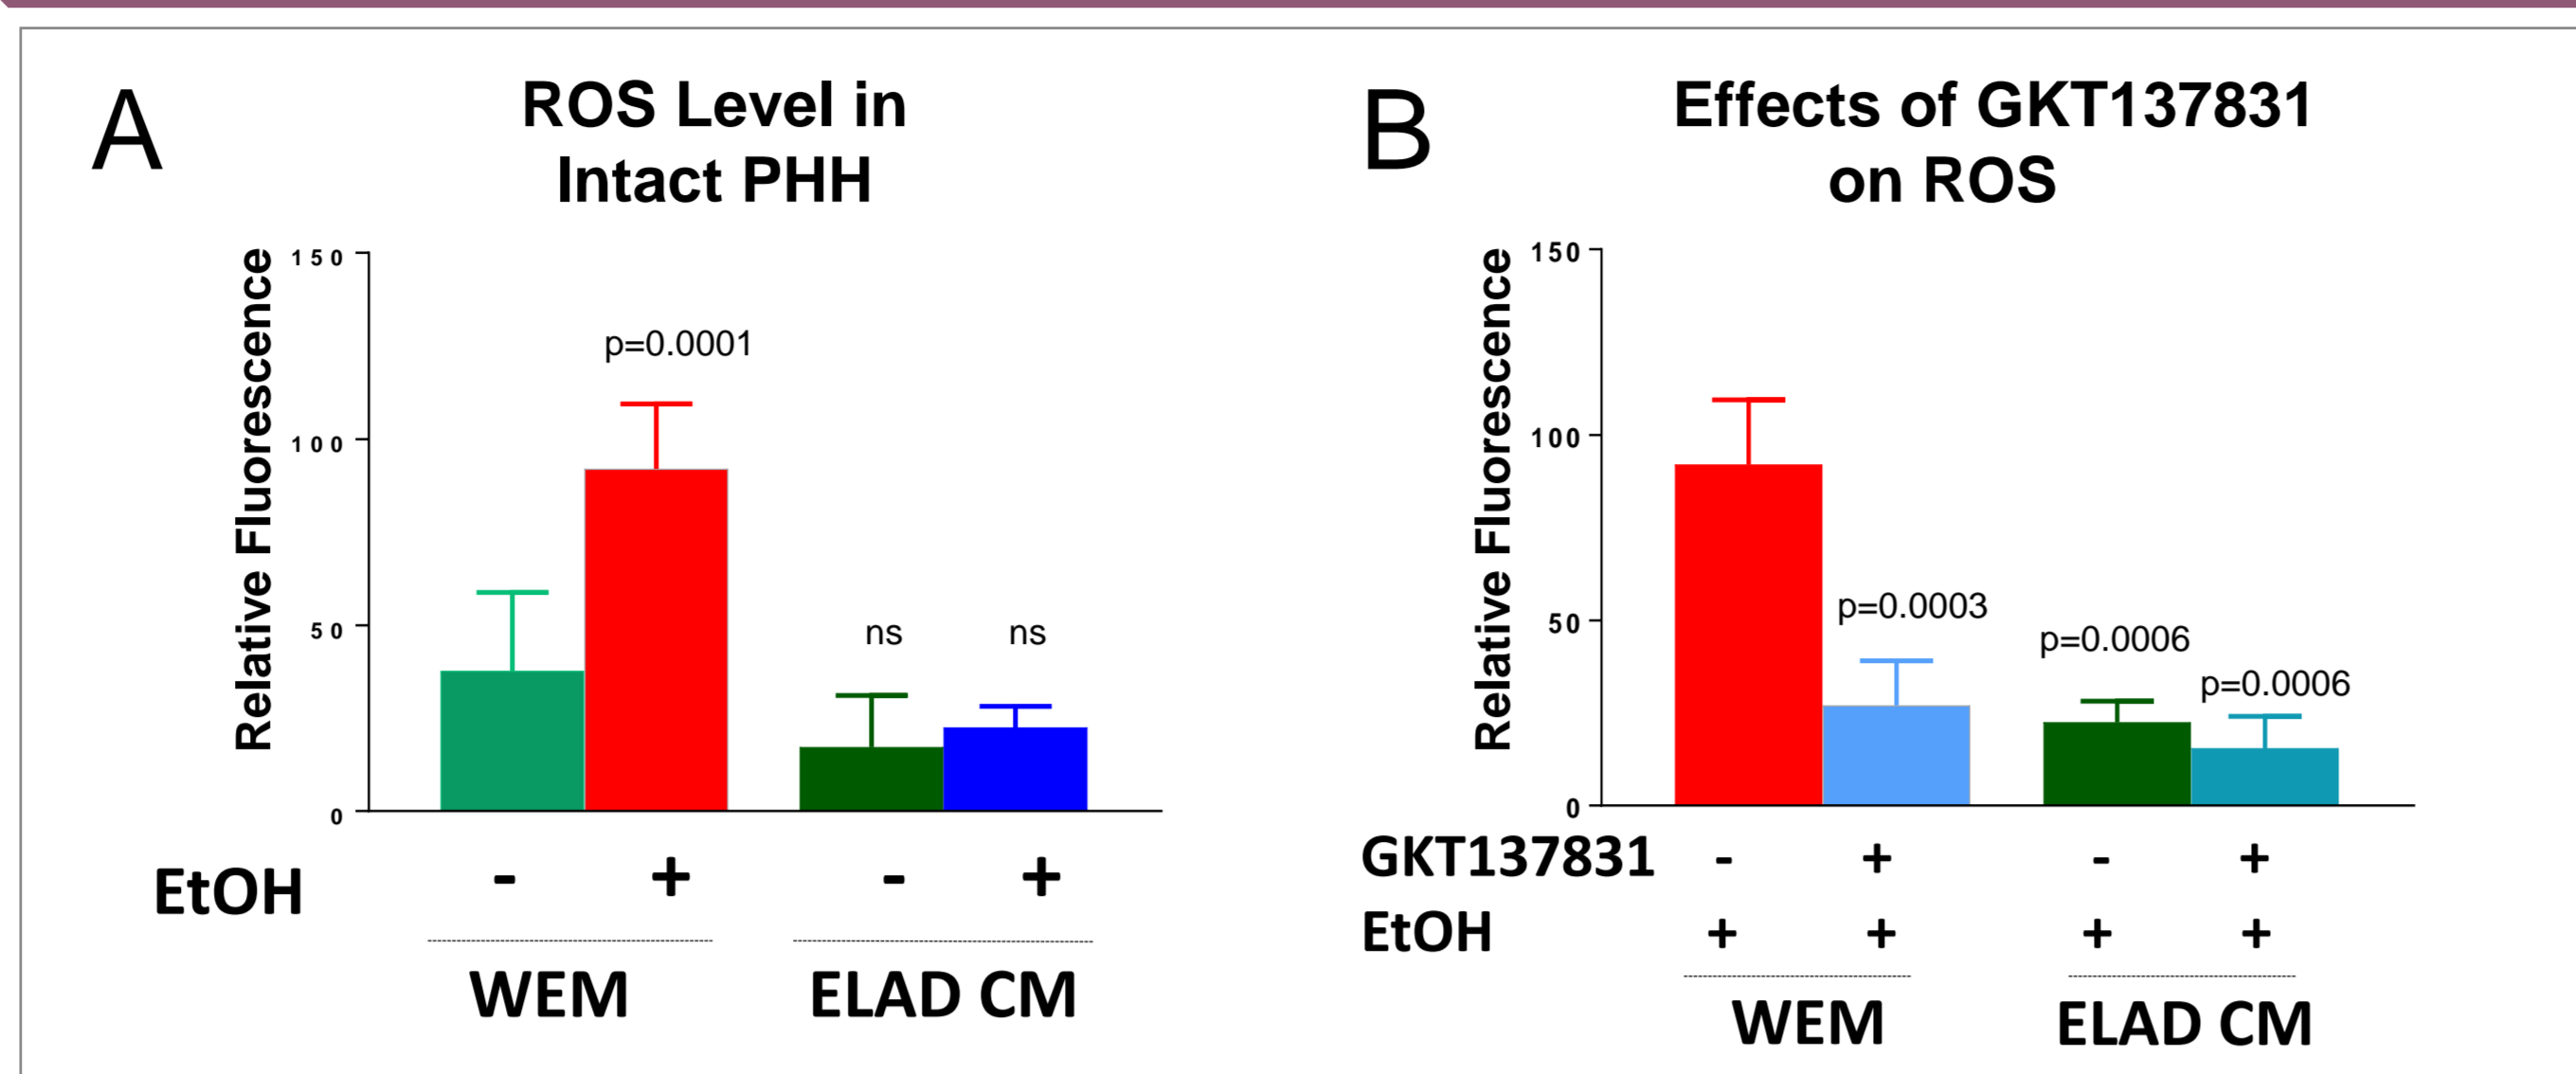 A
ROS Level in
Intact PHH
Relative Fluorescence
150
100
50
0
p=0.0001
ns
ns
EtOH
- + - +
WEM
ELAD CM
B
Effects of GKT137831
on ROS
Relative Fluorescence
150
100
50
0
p=0.0003
p=0.0006
p=0.0006
GKT137831 - + - +
EtOH + + + +
WEM
ELAD CM